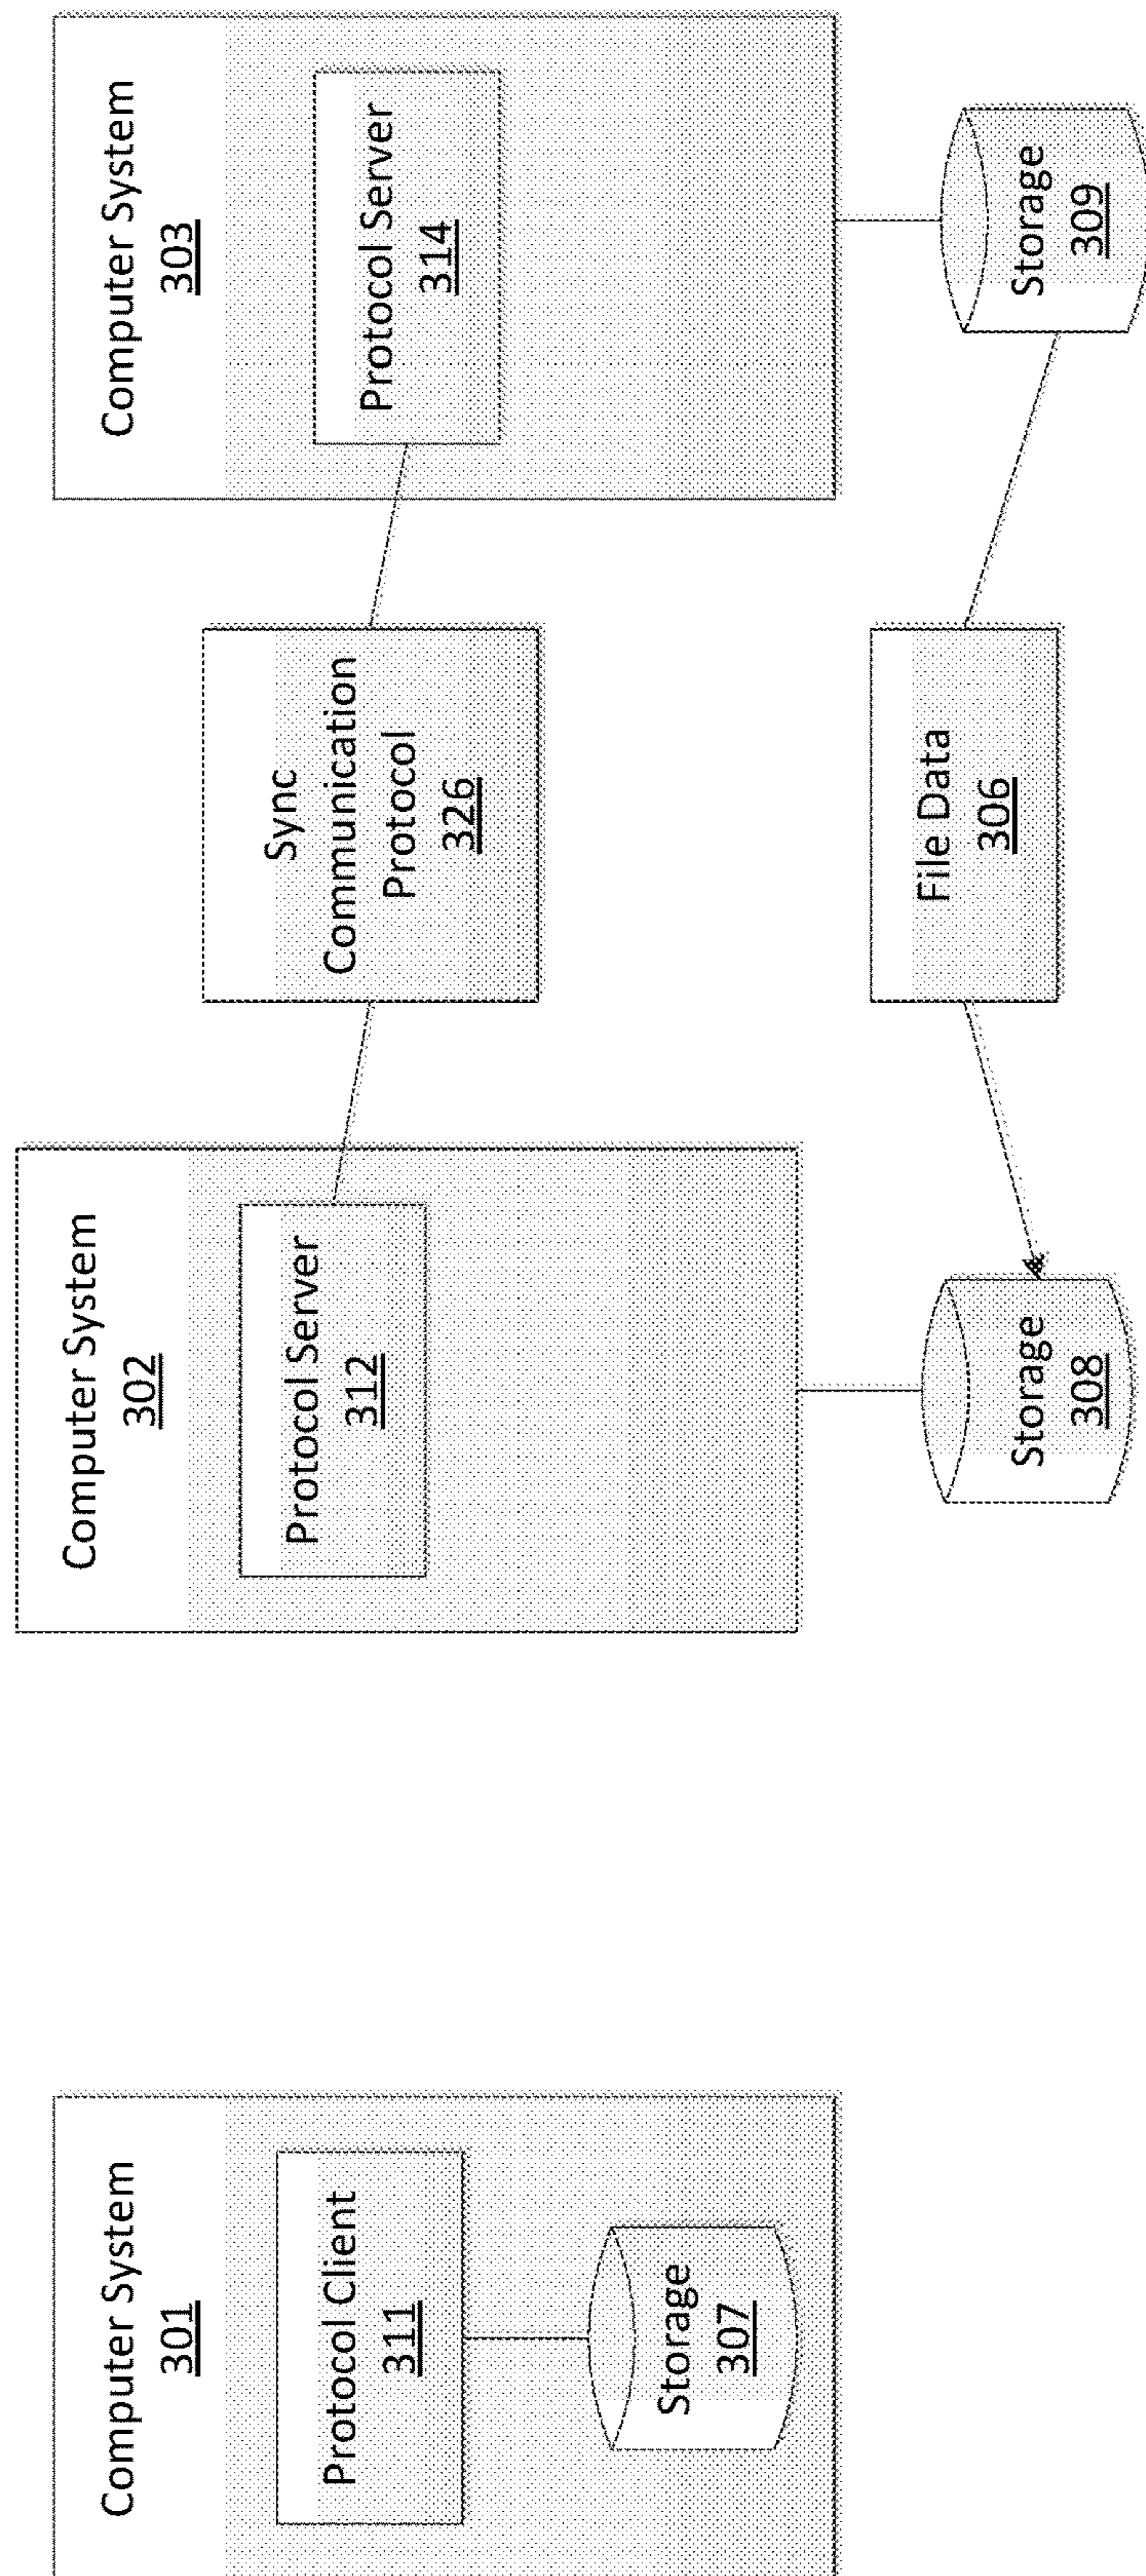 Computer System
301
Protocol Client
311
Storage
307
Computer System
302
Protocol Server
312
Storage
308
Sync
Communication
Protocol
326
File Data
306
Computer System
303
Protocol Server
314
Storage
309